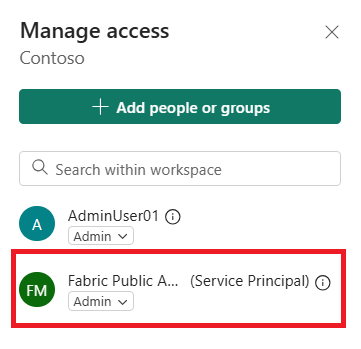 Manage access
Contoso
Add people or groups
Search within workspace
A
AdminUser01
Admin
FM
Fabric Public A... (Service Principal)
Admin